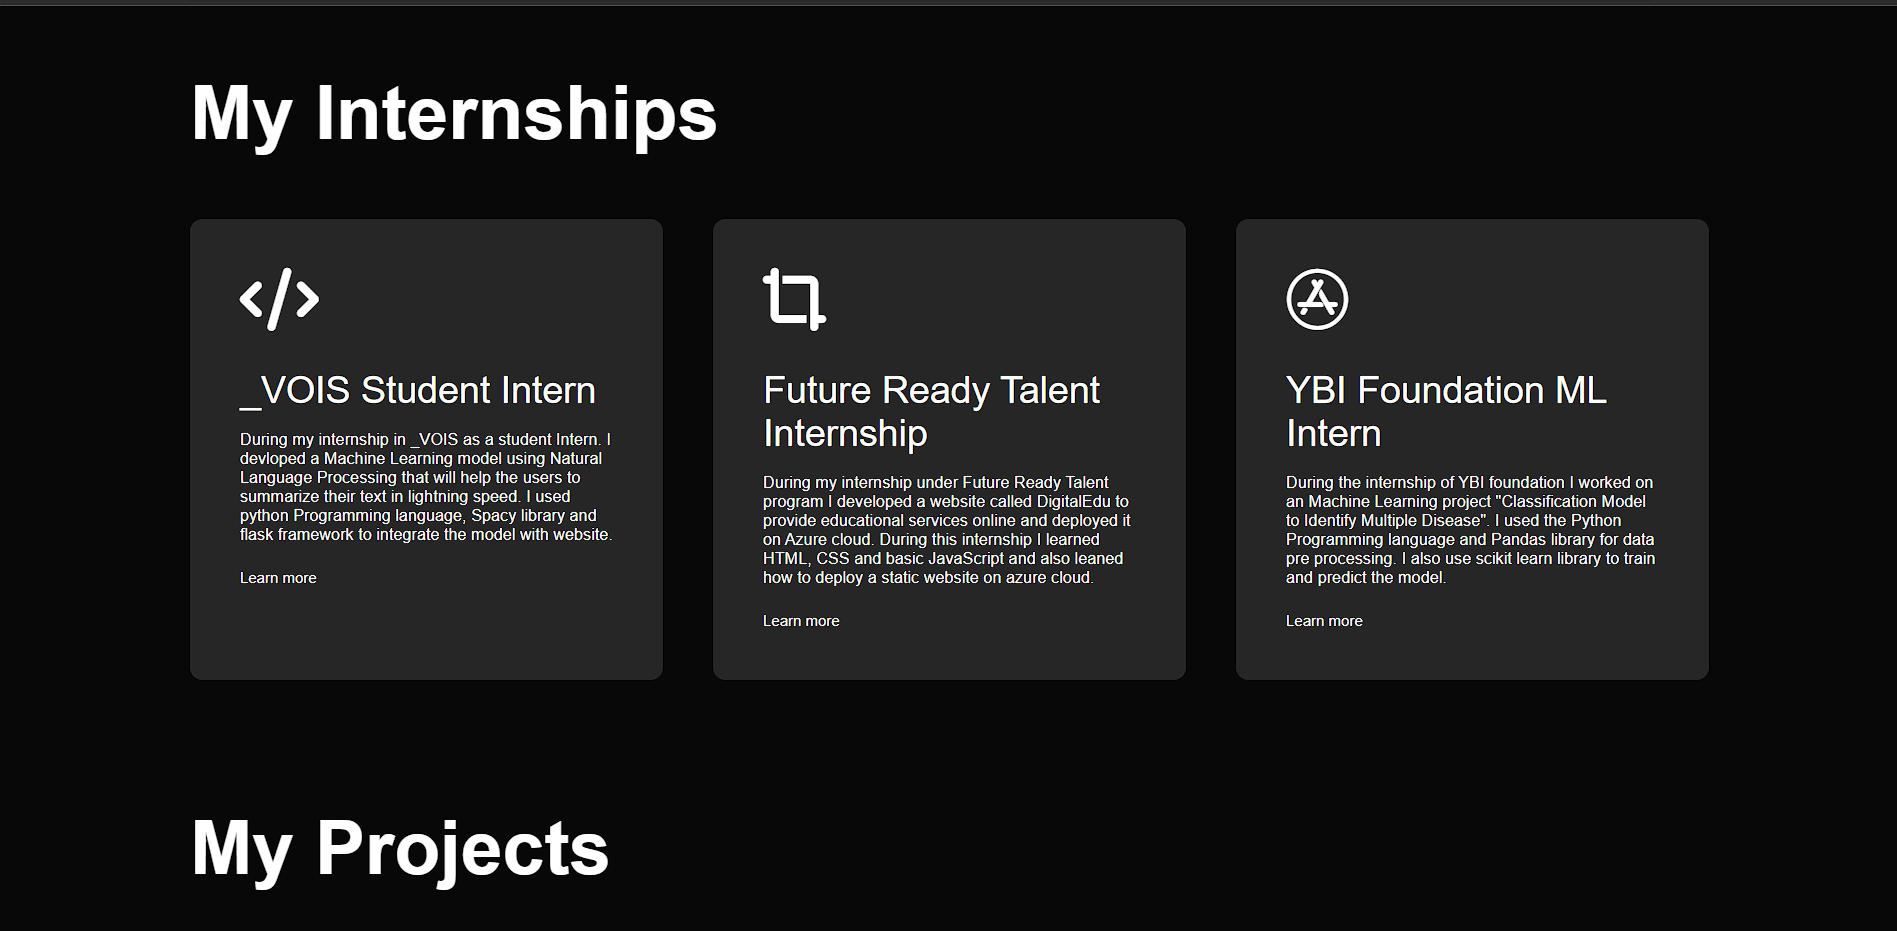 My Internships
_VOIS Student Intern
During my internship in _VOIS as a student Intern. I
devloped a Machine Learning model using Natural
Language Processing that will help the users to
summarize their text in lightning speed. I used
python Programming language, Spacy library and
flask framework to integrate the model with website.
Learn more
Future Ready Talent
Internship
During my internship under Future Ready Talent
program I developed a website called DigitalEdu to
provide educational services online and deployed it
on Azure cloud. During this internship I learned
HTML, CSS and basic JavaScript and also leaned
how to deploy a static website on azure cloud.
Learn more
YBI Foundation ML
Intern
During the internship of YBI foundation I worked on
an Machine Learning project "Classification Model
to Identify Multiple Disease". I used the Python
Programming language and Pandas library for data
pre processing. I also use scikit learn library to train
and predict the model.
Learn more
My Projects